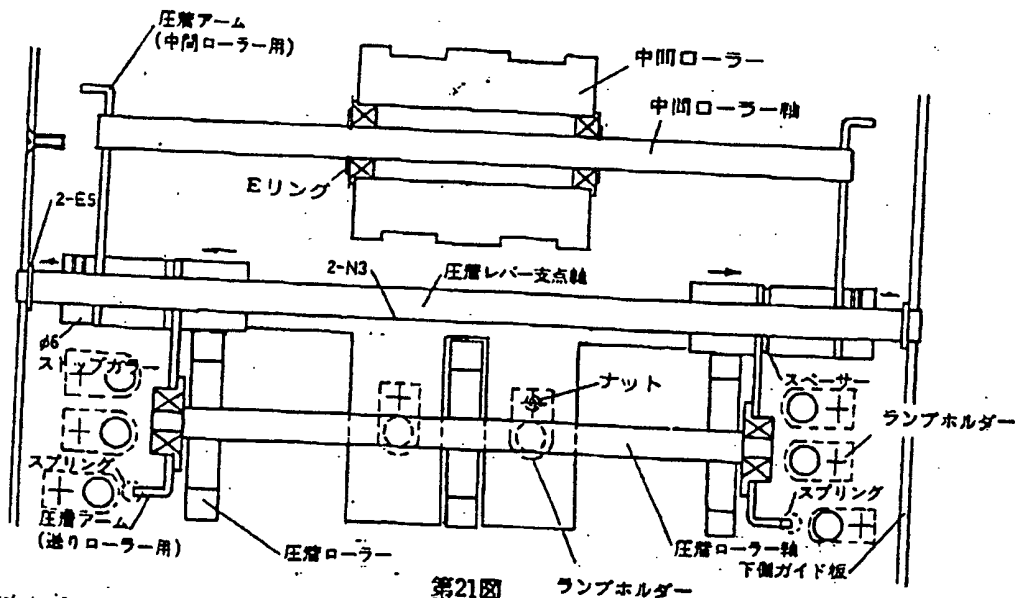 圧着アーム
(中間ローラー用)
中間ローラー
中間ローラー軸
Eリング
2-E5
2-N3
圧着レバー支点軸
φ6
ストップカラー
スペーサー
ナット
ランプホルダー
スプリング
スプリング
圧着アーム
(送りローラー用)
圧着ローラー
圧着ローラー軸
下側ガイド板
第21図
ランプホルダー